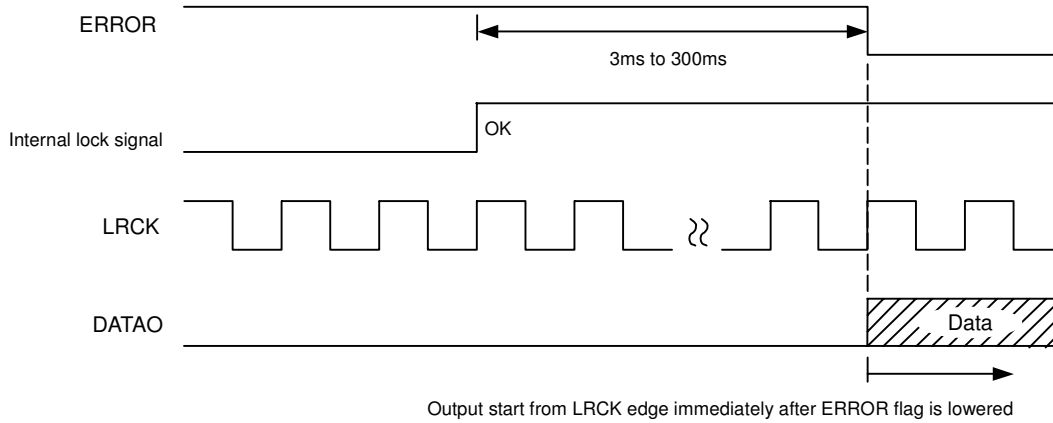 ERROR
3ms to 300ms
Internal lock signal
OK
LRCK
DATAO
Data
Output start from LRCK edge immediately after ERROR flag is lowered